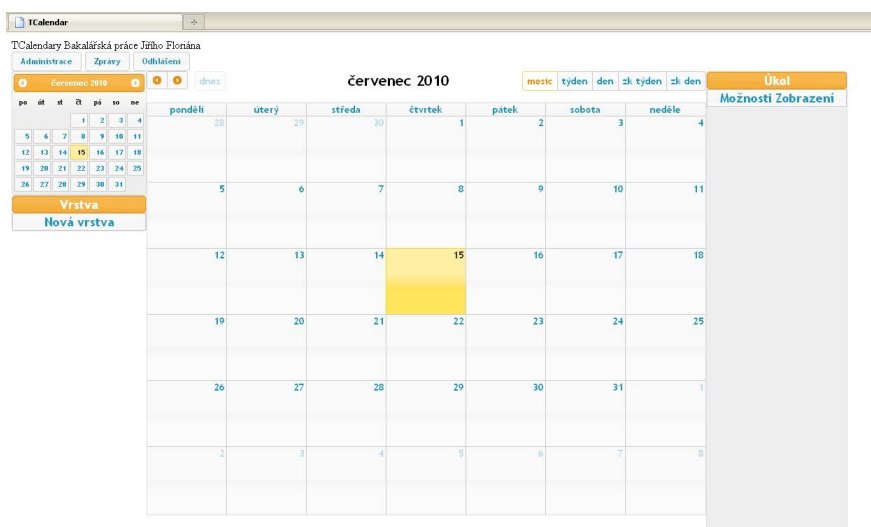 TCalendar
TCalendary Bakalářská práce Jiřího Floriána
Administrace Zprávy Odhlášení
červenec 2010
po út st čt pá so ne
1 2 3 4
5 6 7 8 9 10 11
12 13 14 15 16 17 18
19 20 21 22 23 24 25
26 27 28 29 30 31
Vrstva
Nová vrstva
dnes červenec 2010 mesic týden den zk týden zk den
pondělí úterý středa čtvrtek pátek sobota neděle
28 29 30 1 2 3 4
5 6 7 8 9 10 11
12 13 14 15 16 17 18
19 20 21 22 23 24 25
26 27 28 29 30 31 1
2 3 4 5 6 7 8
Úkol
Možnosti Zobrazení